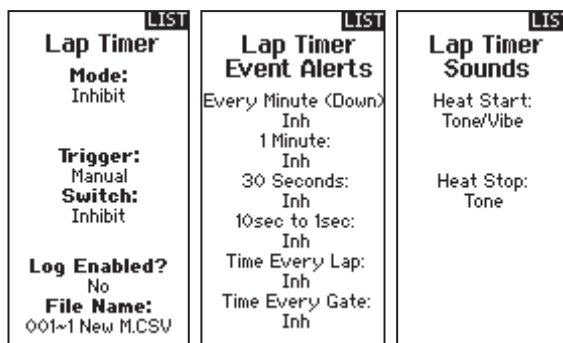 LIST
Lap Timer
Mode:
Inhibit
Trigger:
Manual
Switch:
Inhibit
Log Enabled?
No
File Name:
001~1 New M.CSV
LIST
Lap Timer
Event Alerts
Every Minute (Down)
Inh
1 Minute:
Inh
30 Seconds:
Inh
10sec to 1sec:
Inh
Time Every Lap:
Inh
Time Every Gate:
Inh
LIST
Lap Timer
Sounds
Heat Start:
Tone/Vibe
Heat Stop:
Tone